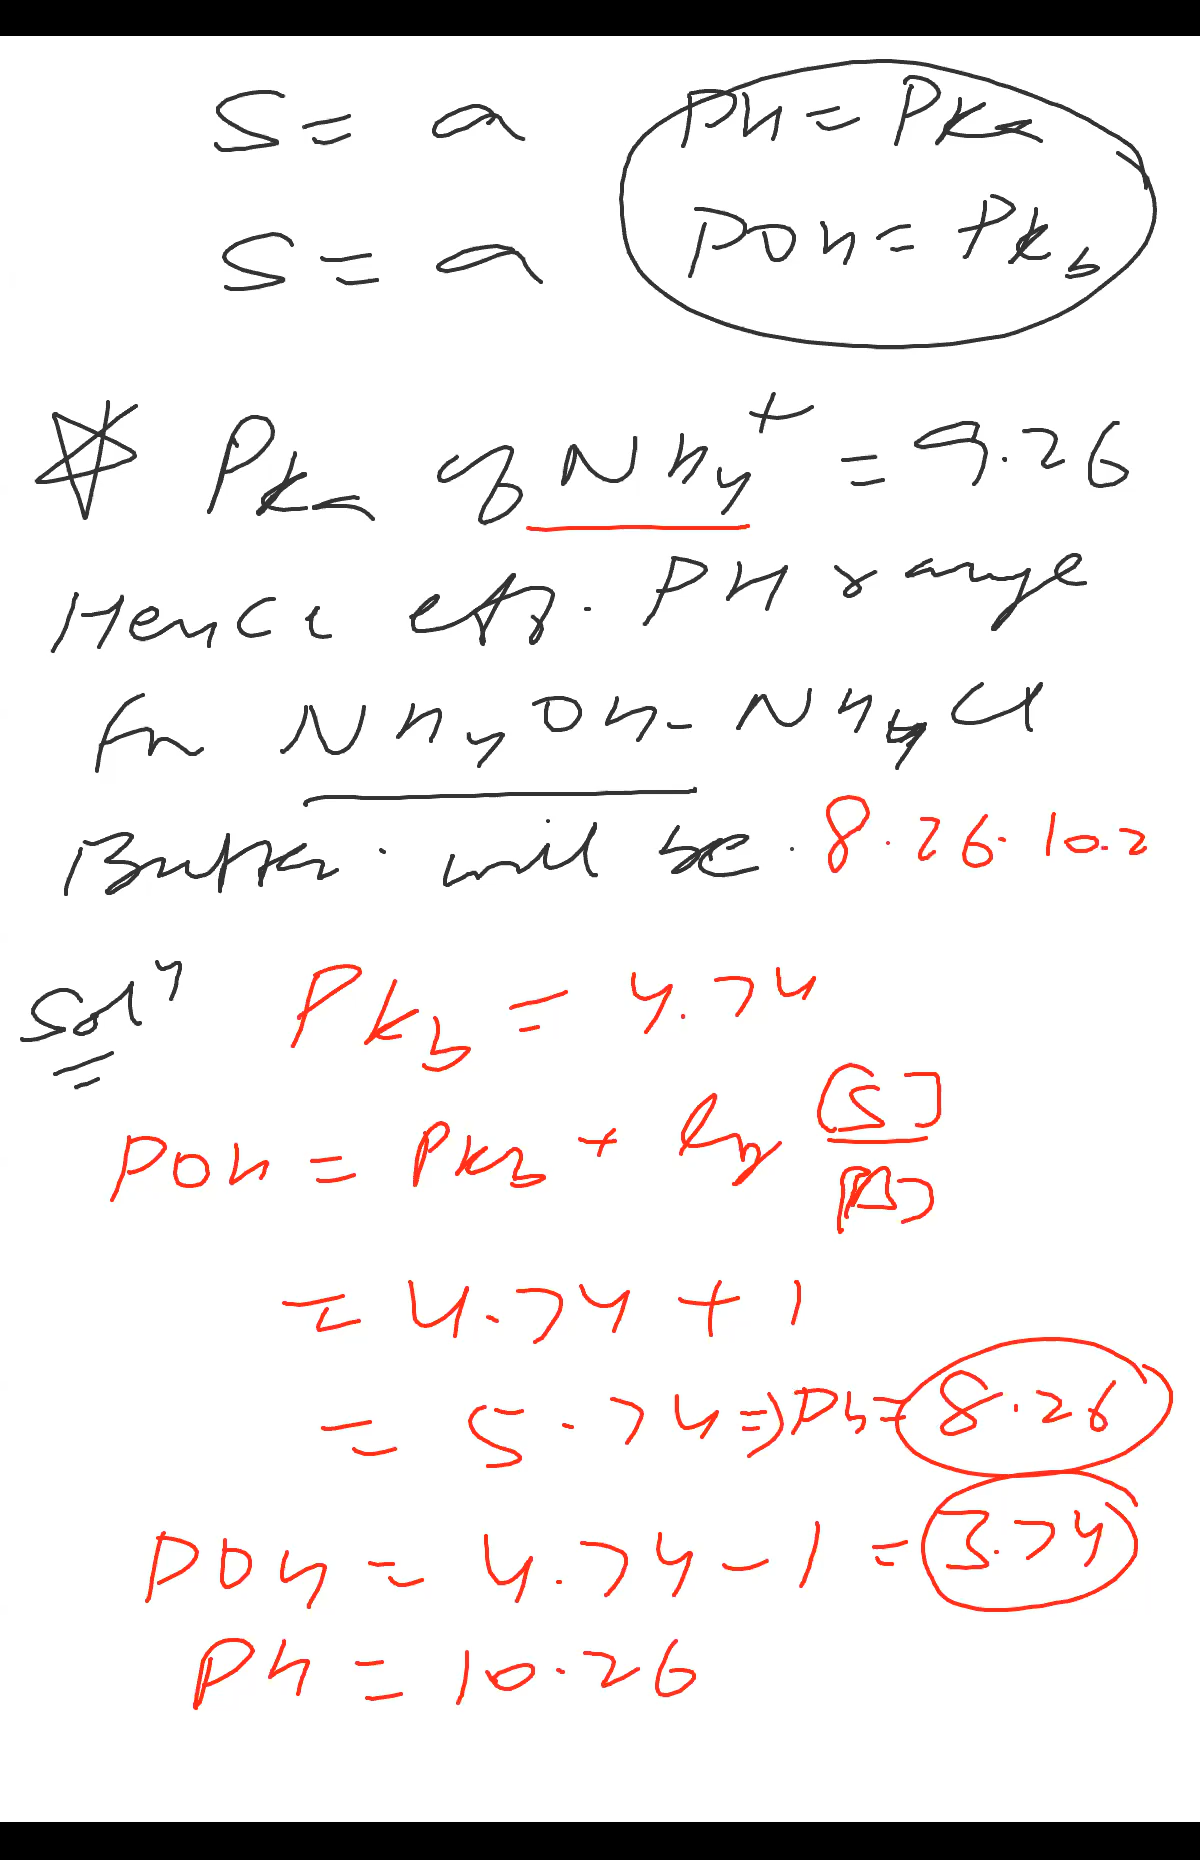 S = a PH = PKa
S = a POH = PKb
PKa of NH4+ = 9.26
Hence eff. PH range
for NH4OH - NH4Cl
Buffer will be 8.26 - 10.2
Soln PKb = 4.74
POH = PKb + log [S]/[B]
= 4.74 + 1
= 5.74 ⇒ PH = 8.26
POH = 4.74 - 1 = 3.74
PH = 10.26